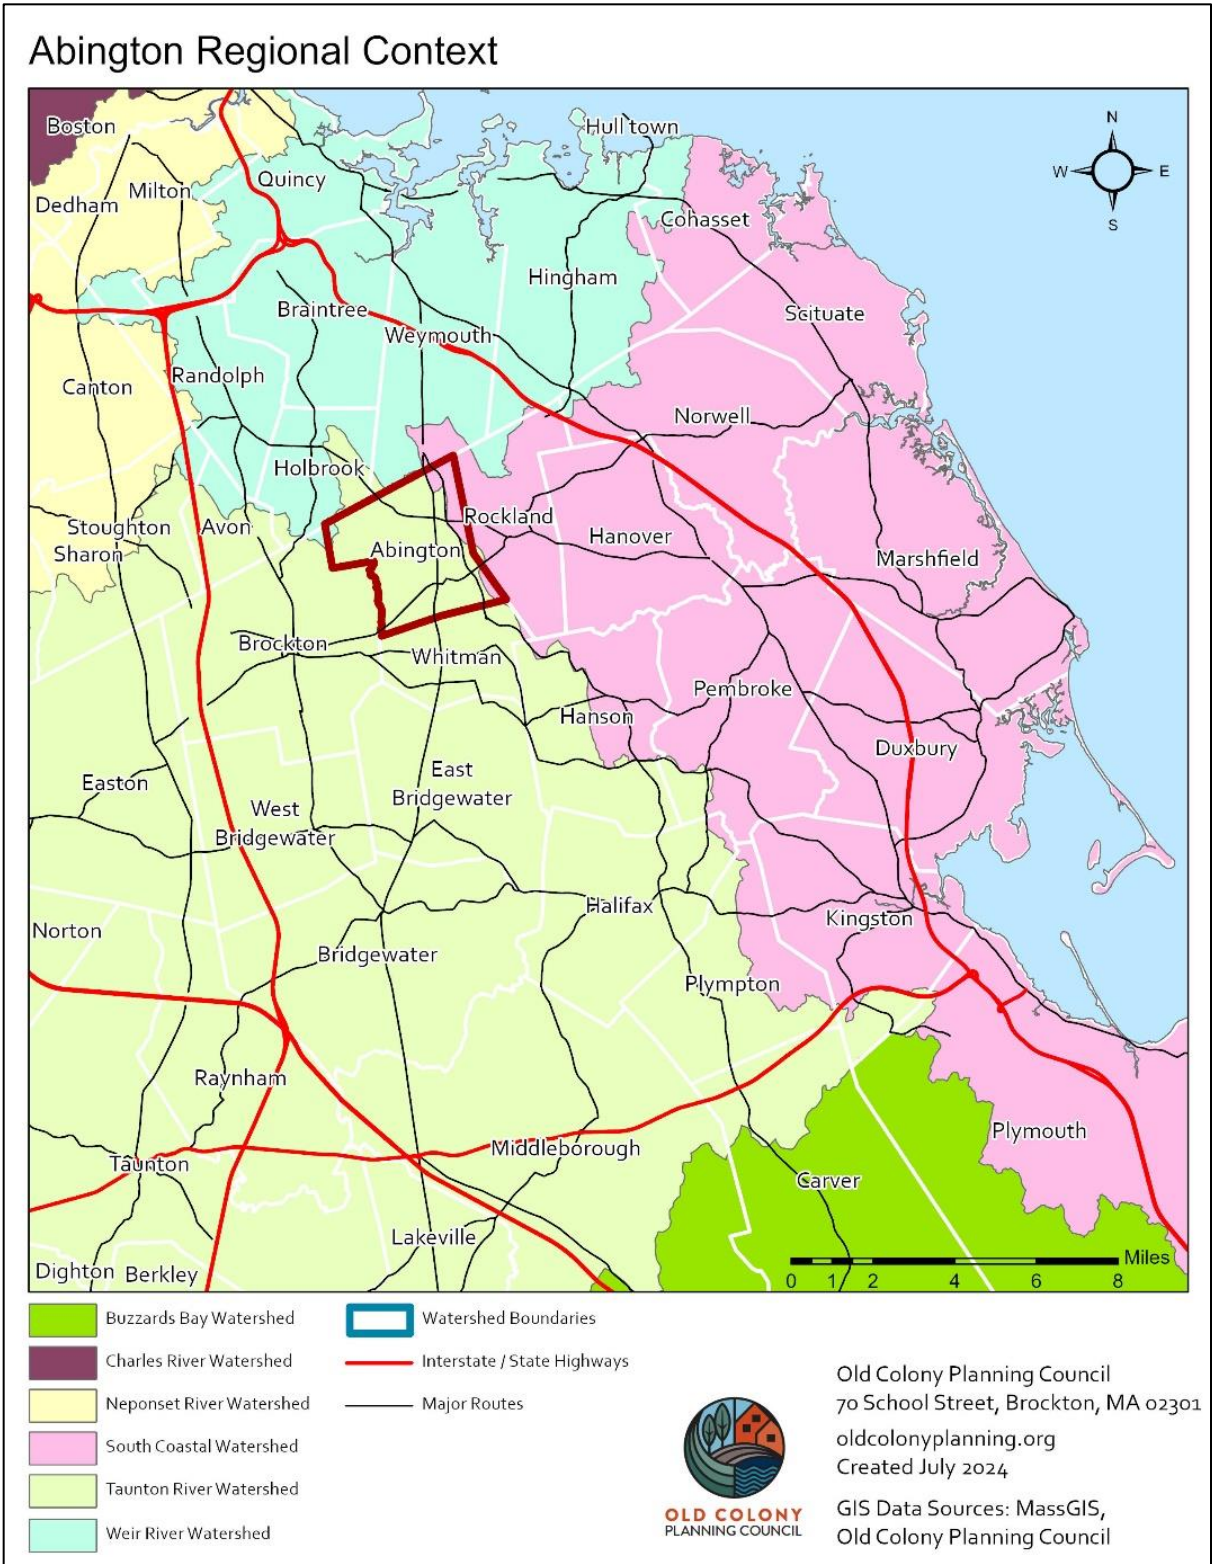 Abington Regional Context
Boston
Hull town
N
W
E
S
Quincy
Milton
Dedham
Cohasset
Hingham
Braintree
Scituate
Weymouth
Canton
Randolph
Norwell
Holbrook
Stoughton
Avon
Rockland
Sharon
Abington
Hanover
Marshfield
Brockton
Whitman
Pembroke
Hanson
Duxbury
Easton
East
Bridgewater
West
Bridgewater
Halifax
Kingston
Norton
Bridgewater
Plympton
Raynham
Plymouth
Taunton
Middleborough
Carver
Lakeville
Dighton
Berkley
Miles
0 1 2 4 6 8
Buzzards Bay Watershed
Charles River Watershed
Neponset River Watershed
South Coastal Watershed
Taunton River Watershed
Weir River Watershed
Watershed Boundaries
Interstate / State Highways
Major Routes
OLD COLONY
PLANNING COUNCIL
Old Colony Planning Council
70 School Street, Brockton, MA 02301
oldcolonyplanning.org
Created July 2024
GIS Data Sources: MassGIS,
Old Colony Planning Council